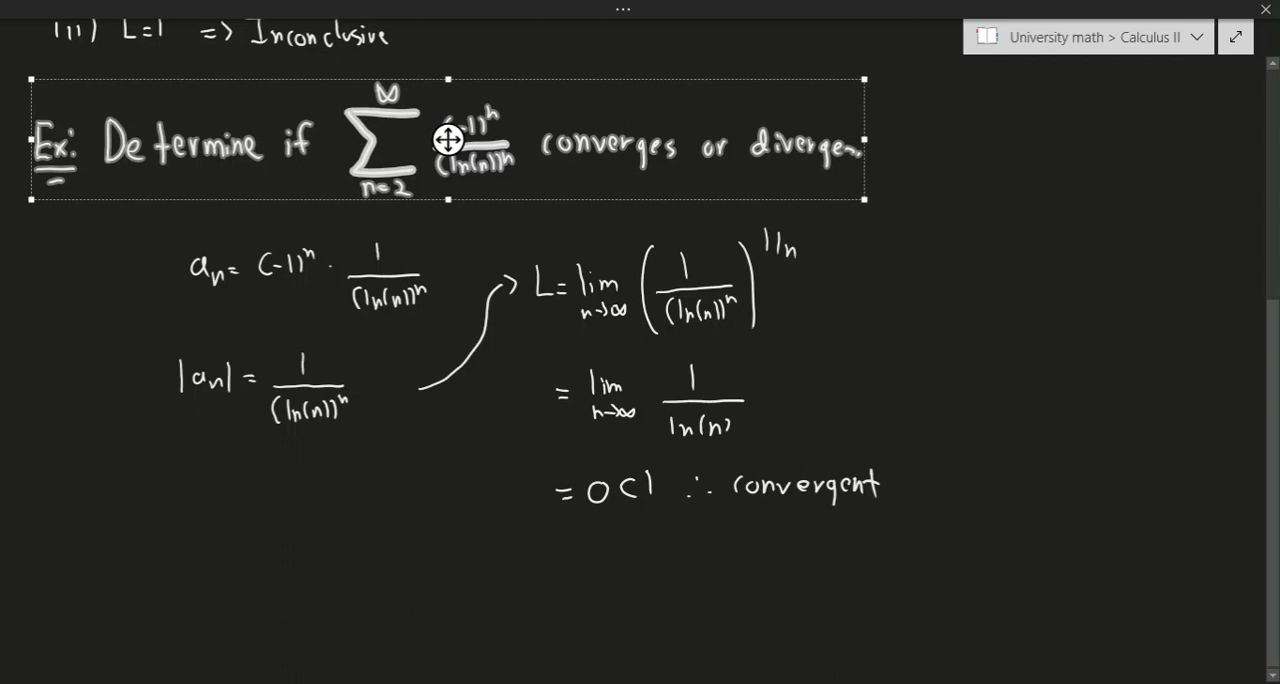 ...
University math > Calculus II
(iii) L=1 => Inconclusive
Ex: Determine if ∑_{n=2}^{∞} (-1)^n/(ln(n))^n converges or divergen
a_n = (-1)^n · 1/(ln(n))^n
|a_n| = 1/(ln(n))^n
L = lim_{n→∞} (1/(ln(n))^n)^{1/n}
= lim_{n→∞} 1/ln(n)
= 0 < 1 ∴ convergent